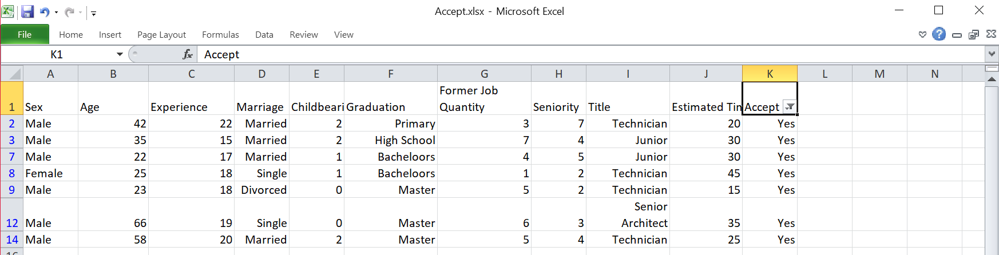 Accept.xlsx - Microsoft Excel
File Home Insert Page Layout Formulas Data Review View
K1 fx Accept
A B C D E F G H I J K L M N
1 Sex Age Experience Marriage Childbeari Graduation Former Job Quantity Seniority Title Estimated Tin Accept
2 Male 42 22 Married 2 Primary 3 7 Technician 20 Yes
3 Male 35 15 Married 2 High School 7 4 Junior 30 Yes
7 Male 22 17 Married 1 Bacheloors 4 5 Junior 30 Yes
8 Female 25 18 Single 1 Bacheloors 1 2 Technician 45 Yes
9 Male 23 18 Divorced 0 Master 5 2 Technician 15 Yes
12 Male 66 19 Single 0 Master 6 3 Senior Architect 35 Yes
14 Male 58 20 Married 2 Master 5 4 Technician 25 Yes